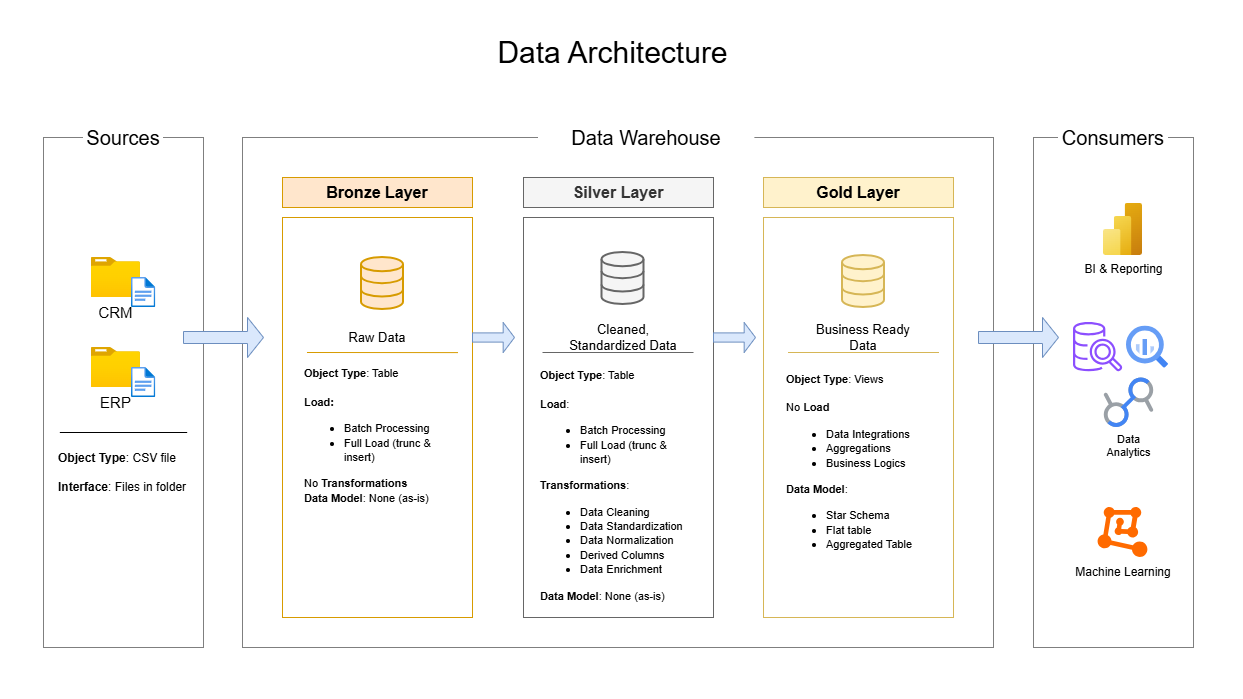 Data Architecture
Sources
CRM
ERP
Object Type: CSV file
Interface: Files in folder
Data Warehouse
Bronze Layer
Raw Data
Object Type: Table
Load:
Batch Processing
Full Load (trunc &
insert)
No Transformations
Data Model: None (as-is)
Silver Layer
Cleaned,
Standardized Data
Object Type: Table
Load:
Batch Processing
Full Load (trunc &
insert)
Transformations:
Data Cleaning
Data Standardization
Data Normalization
Derived Columns
Data Enrichment
Data Model: None (as-is)
Gold Layer
Business Ready
Data
Object Type: Views
No Load
Data Integrations
Aggregations
Business Logics
Data Model:
Star Schema
Flat table
Aggregated Table
Consumers
BI & Reporting
Data
Analytics
Machine Learning